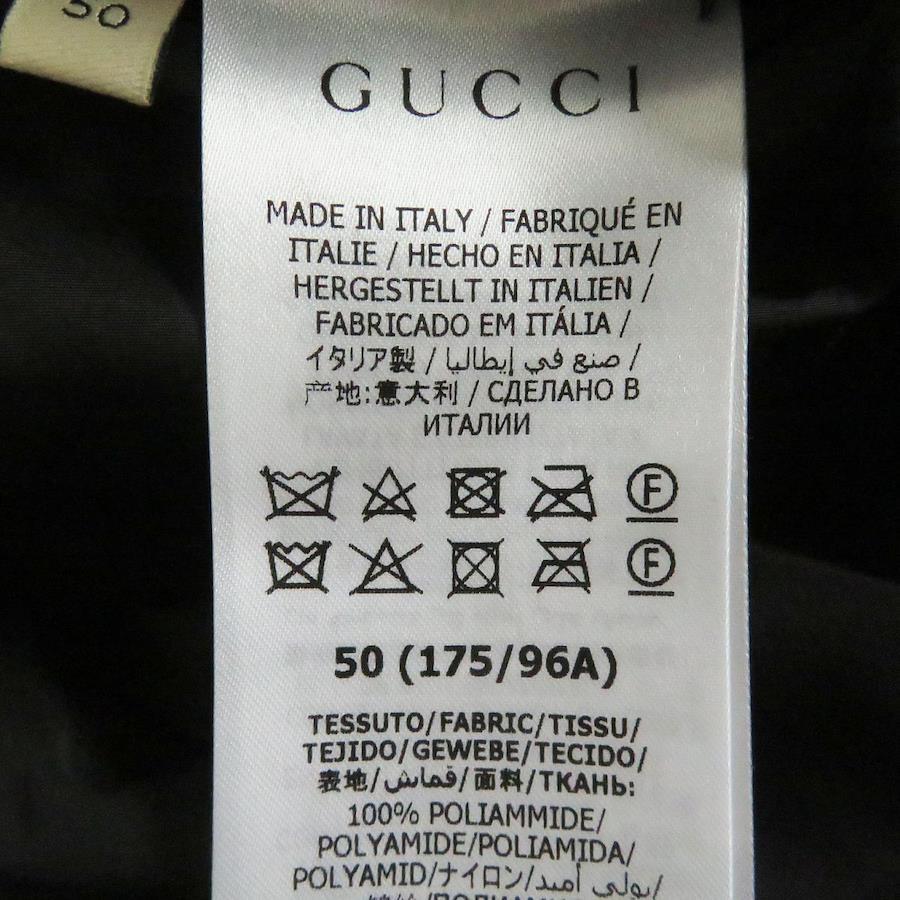 50
GUCCI
MADE IN ITALY / FABRIQUÉ EN
ITALIE / HECHO EN ITALIA /
HERGESTELLT IN ITALIEN /
FABRICADO EM ITÁLIA /
イタリア製 / صنع في إيطاليا /
产地:意大利 / СДЕЛАНО В
ИТАЛИИ
F
F
50 (175/96A)
TESSUTO/FABRIC/TISSU/
TEJIDO/GEWEBE/TECIDO/
表地/قماش/面料/ТКАНЬ:
100% POLIAMMIDE/
POLYAMIDE/POLIAMIDA/
POLYAMID/ナイロン/بولي أميد/